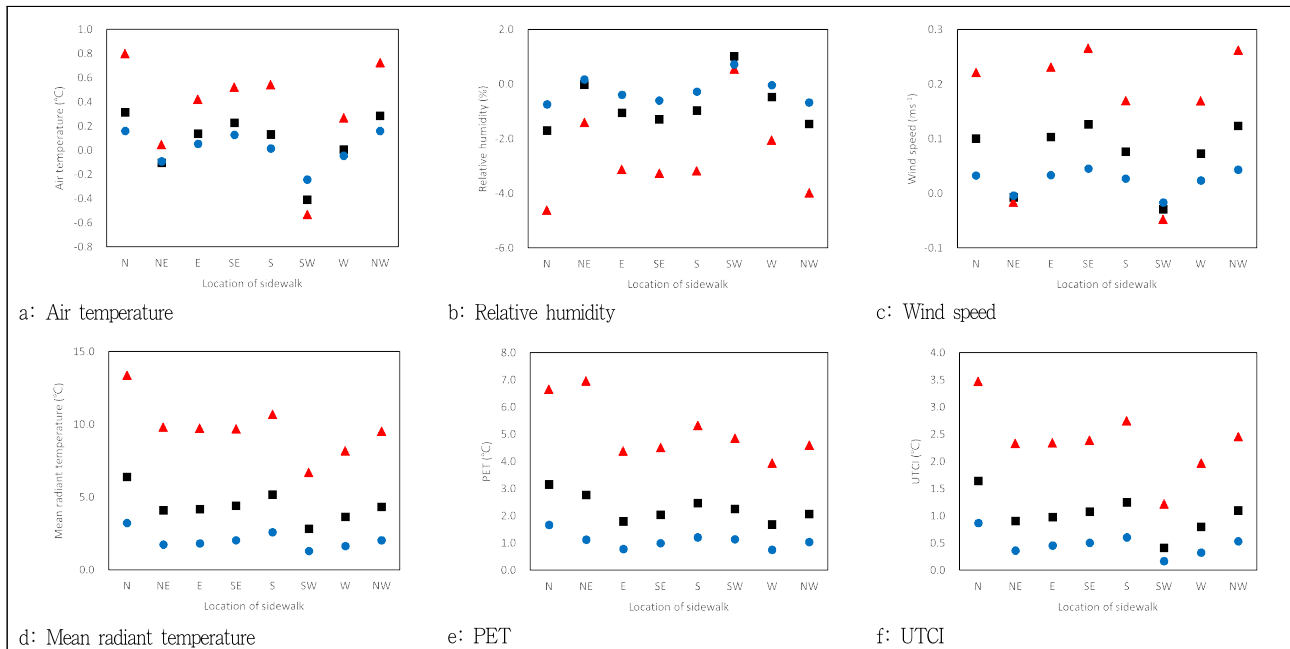 1.0
0.8
0.6
0.4
0.2
0.0
-0.2
-0.4
-0.6
-0.8
Air temperature (°C)
N NE E SE S SW W NW
Location of sidewalk
a: Air temperature
2.0
0.0
-2.0
-4.0
-6.0
Relative humidity (%)
N NE E SE S SW W NW
Location of sidewalk
b: Relative humidity
0.3
0.2
0.1
0.0
-0.1
Wind speed (ms⁻¹)
N NE E SE S SW W NW
Location of sidewalk
c: Wind speed
15.0
10.0
5.0
0.0
Mean radiant temperature (°C)
N NE E SE S SW W NW
Location of sidewalk
d: Mean radiant temperature
8.0
7.0
6.0
5.0
4.0
3.0
2.0
1.0
0.0
PET (°C)
N NE E SE S SW W NW
Location of sidewalk
e: PET
4.0
3.5
3.0
2.5
2.0
1.5
1.0
0.5
0.0
UTCI (°C)
N NE E SE S SW W NW
Location of sidewalk
f: UTCI